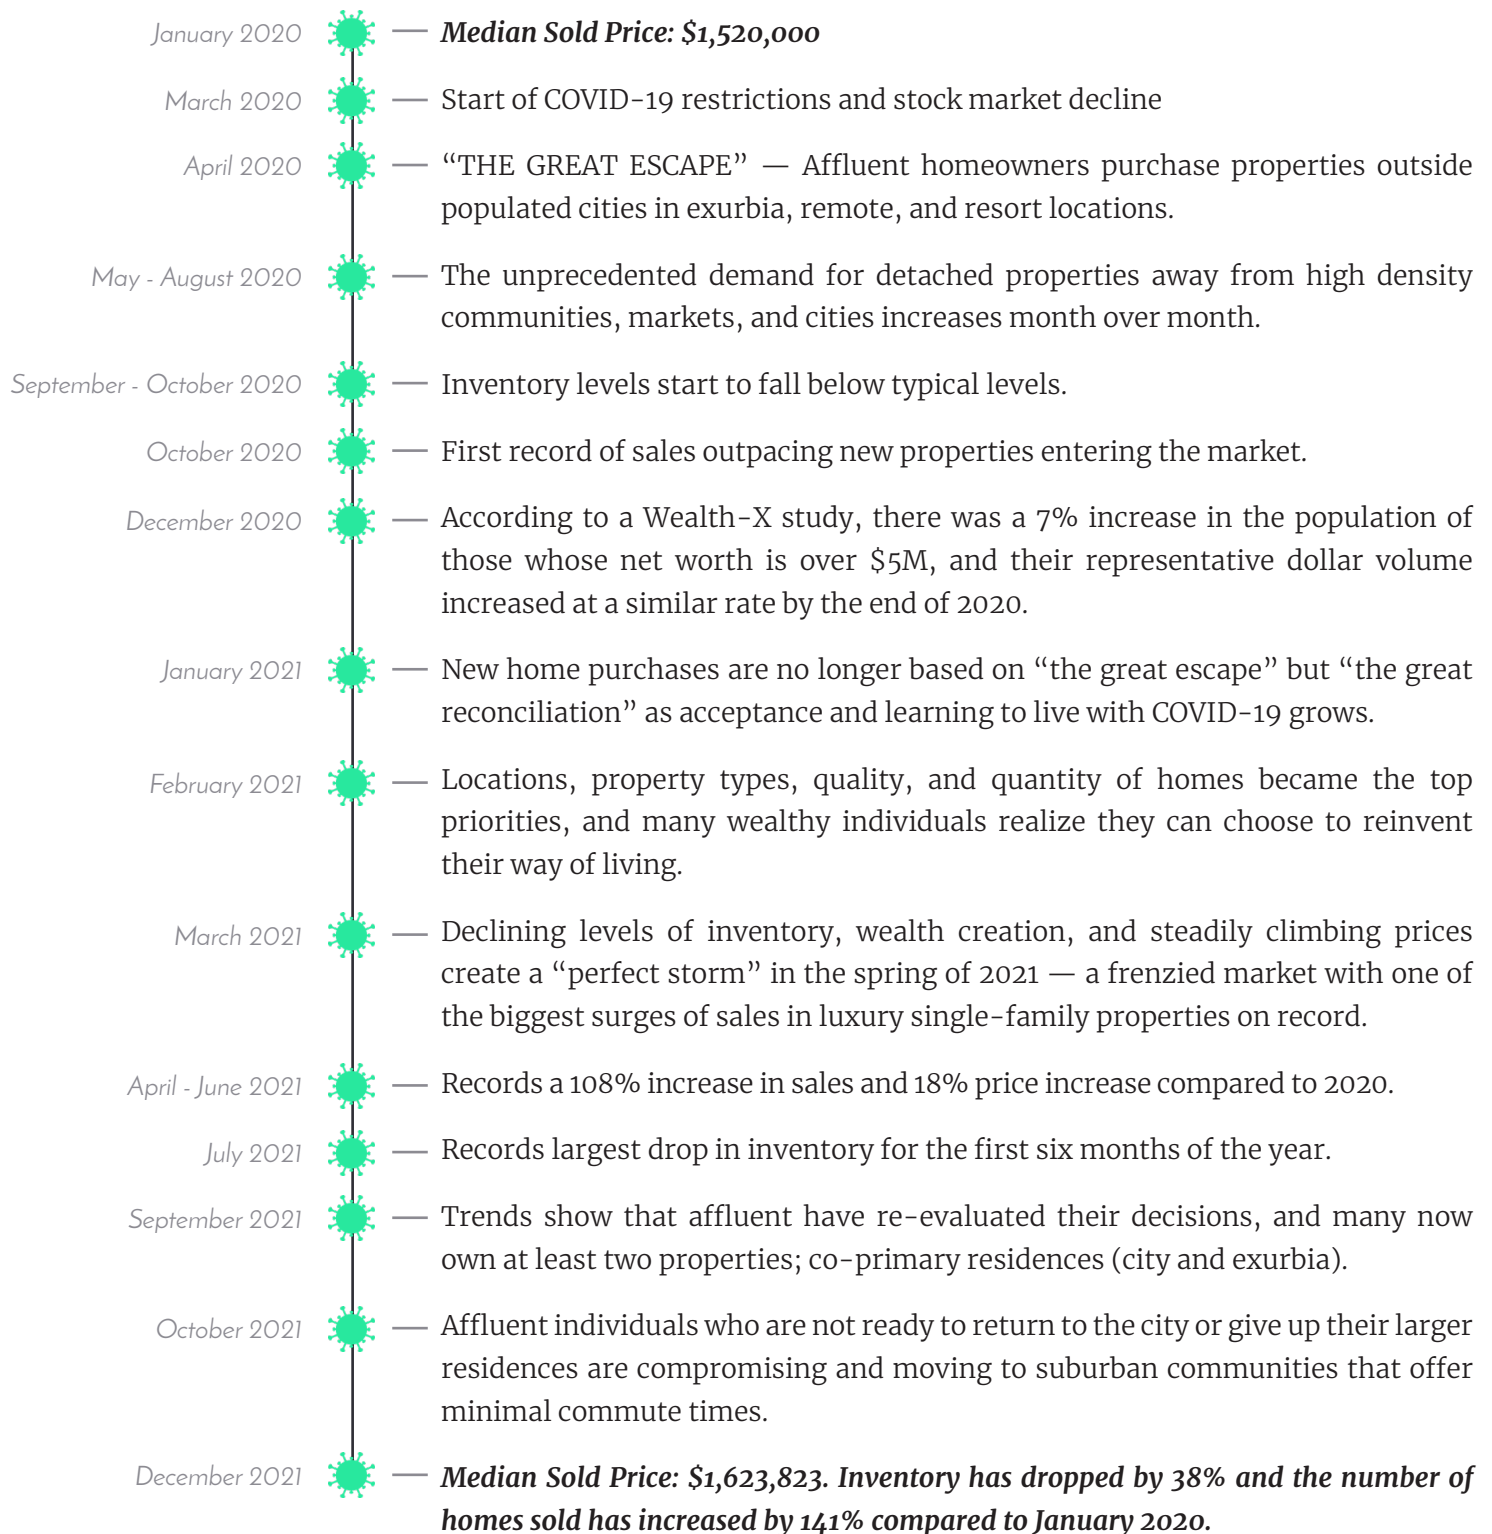 January 2020 — Median Sold Price: $1,520,000
March 2020 — Start of COVID-19 restrictions and stock market decline
April 2020 — “THE GREAT ESCAPE” — Affluent homeowners purchase properties outside
populated cities in exurbia, remote, and resort locations.
May - August 2020 — The unprecedented demand for detached properties away from high density
communities, markets, and cities increases month over month.
September - October 2020 — Inventory levels start to fall below typical levels.
October 2020 — First record of sales outpacing new properties entering the market.
December 2020 — According to a Wealth-X study, there was a 7% increase in the population of
those whose net worth is over $5M, and their representative dollar volume
increased at a similar rate by the end of 2020.
January 2021 — New home purchases are no longer based on “the great escape” but “the great
reconciliation” as acceptance and learning to live with COVID-19 grows.
February 2021 — Locations, property types, quality, and quantity of homes became the top
priorities, and many wealthy individuals realize they can choose to reinvent
their way of living.
March 2021 — Declining levels of inventory, wealth creation, and steadily climbing prices
create a “perfect storm” in the spring of 2021 — a frenzied market with one of
the biggest surges of sales in luxury single-family properties on record.
April - June 2021 — Records a 108% increase in sales and 18% price increase compared to 2020.
July 2021 — Records largest drop in inventory for the first six months of the year.
September 2021 — Trends show that affluent have re-evaluated their decisions, and many now
own at least two properties; co-primary residences (city and exurbia).
October 2021 — Affluent individuals who are not ready to return to the city or give up their larger
residences are compromising and moving to suburban communities that offer
minimal commute times.
December 2021 — Median Sold Price: $1,623,823. Inventory has dropped by 38% and the number of
homes sold has increased by 141% compared to January 2020.